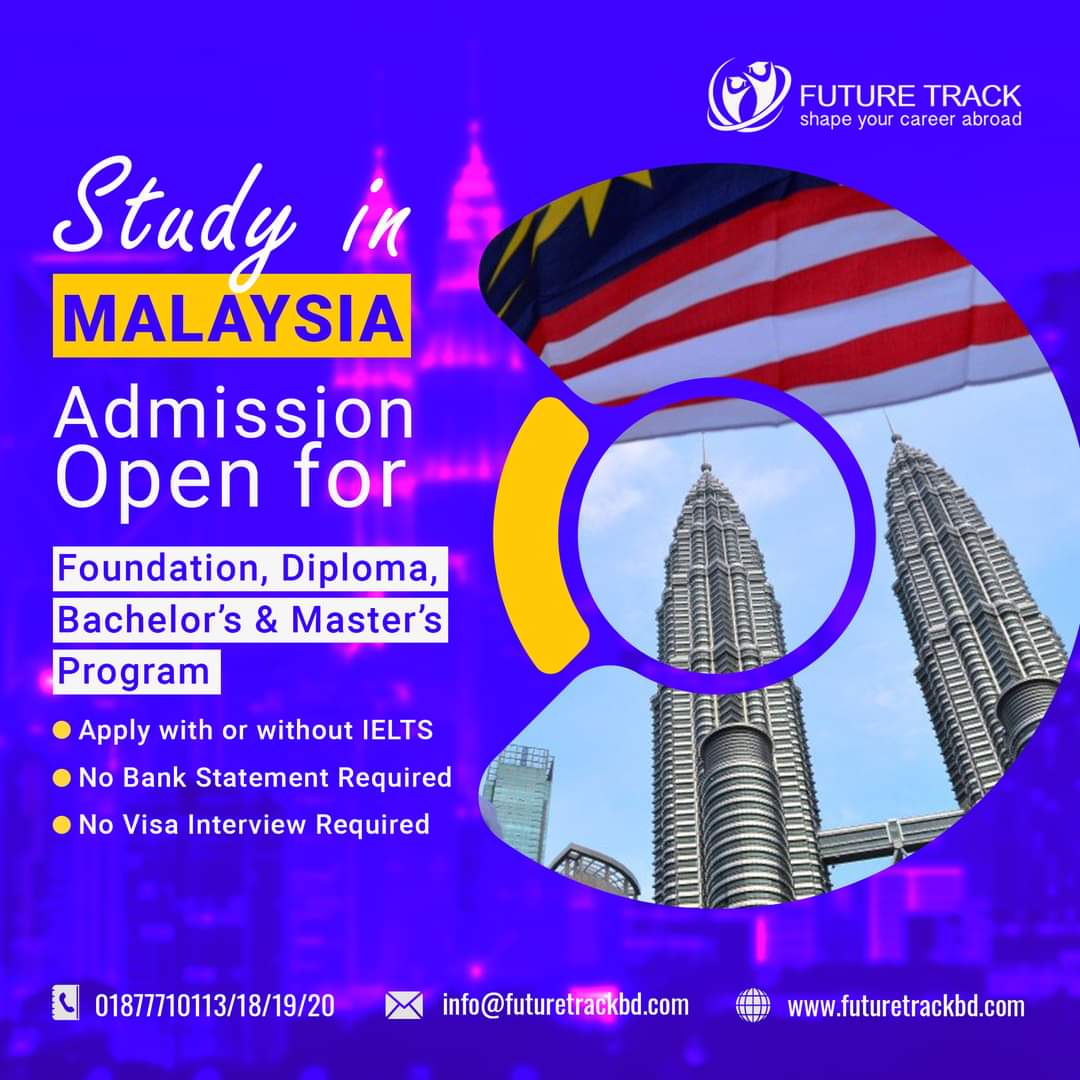 FUTURE TRACK
shape your career abroad
Study in
MALAYSIA
Admission
Open for
Foundation, Diploma,
Bachelor’s & Master’s
Program
Apply with or without IELTS
No Bank Statement Required
No Visa Interview Required
01877710113/18/19/20
info@futuretrackbd.com
www.futuretrackbd.com